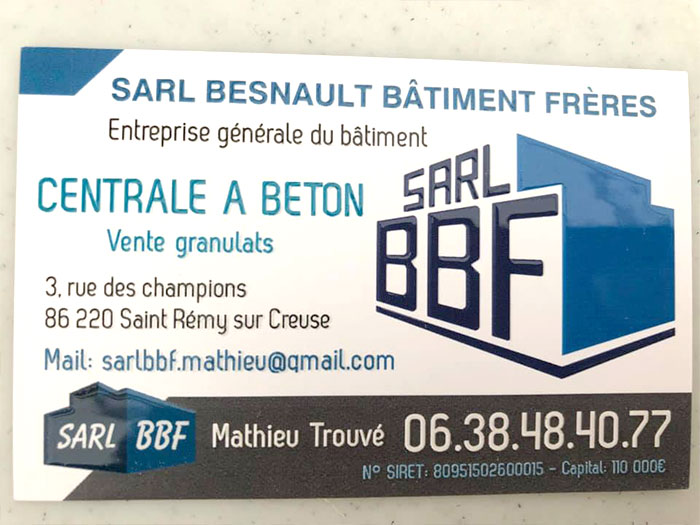 SARL BESNAULT BÂTIMENT FRÈRES
Entreprise générale du bâtiment
SARL
BBF
CENTRALE A BETON
Vente granulats
3, rue des champions
86 220 Saint Rémy sur Creuse
Mail: sarlbbf.mathieu@gmail.com
SARL BBF Mathieu Trouvé 06.38.48.40.77
N° SIRET: 80951502600015 - Capital: 110 000€